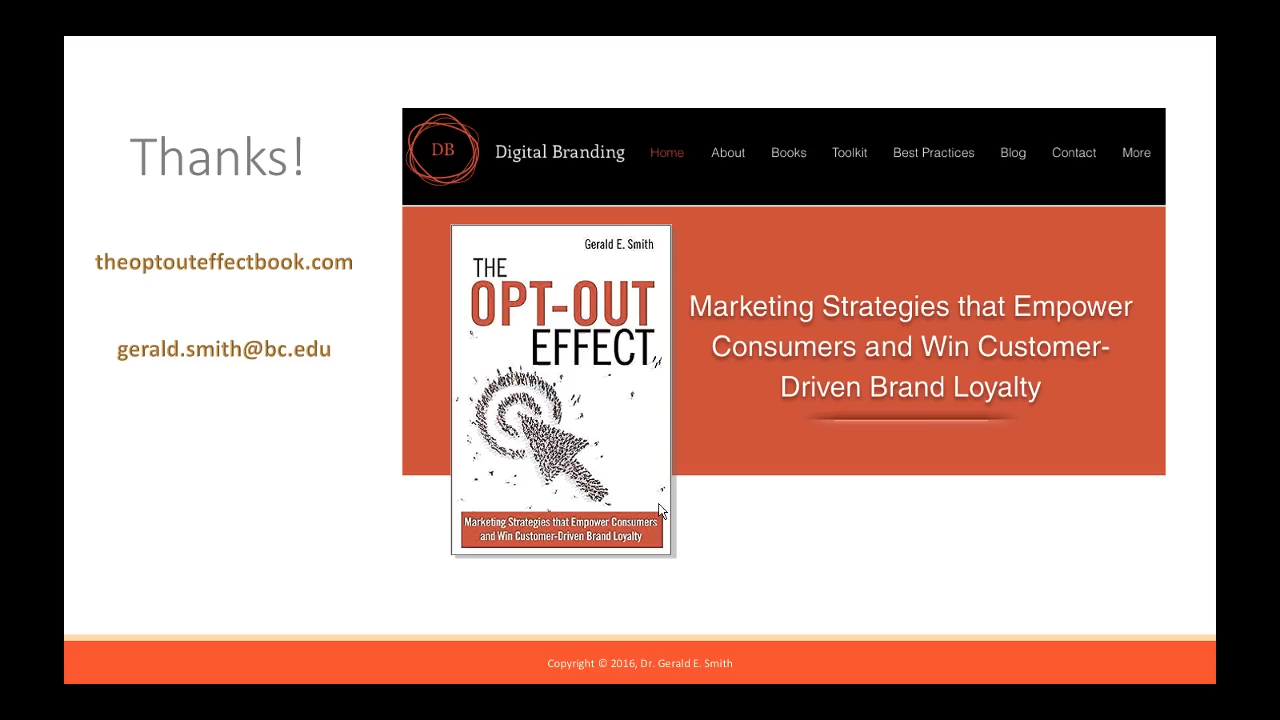 Thanks!
theoptouteffectbook.com
gerald.smith@bc.edu
DB
Digital Branding
Home
About
Books
Toolkit
Best Practices
Blog
Contact
More
Gerald E. Smith
THE
OPT-OUT
EFFECT
Marketing Strategies that Empower Consumers
and Win Customer-Driven Brand Loyalty
Marketing Strategies that Empower
Consumers and Win Customer-
Driven Brand Loyalty
Copyright © 2016, Dr. Gerald E. Smith